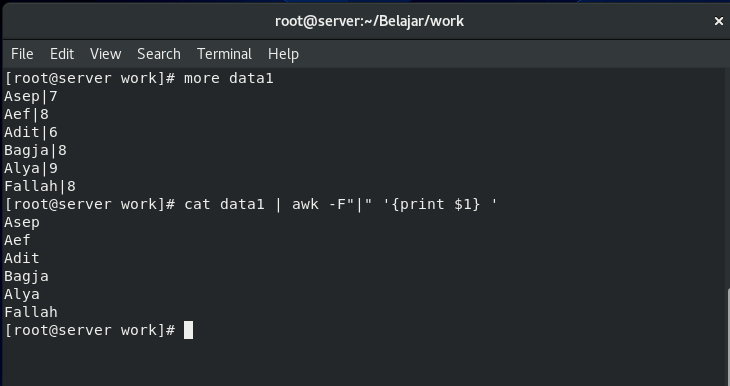 root@server:~/Belajar/work
File Edit View Search Terminal Help
[root@server work]# more data1
Asep|7
Aef|8
Adit|6
Bagja|8
Alya|9
Fallah|8
[root@server work]# cat data1 | awk -F"|" '{print $1} '
Asep
Aef
Adit
Bagja
Alya
Fallah
[root@server work]#